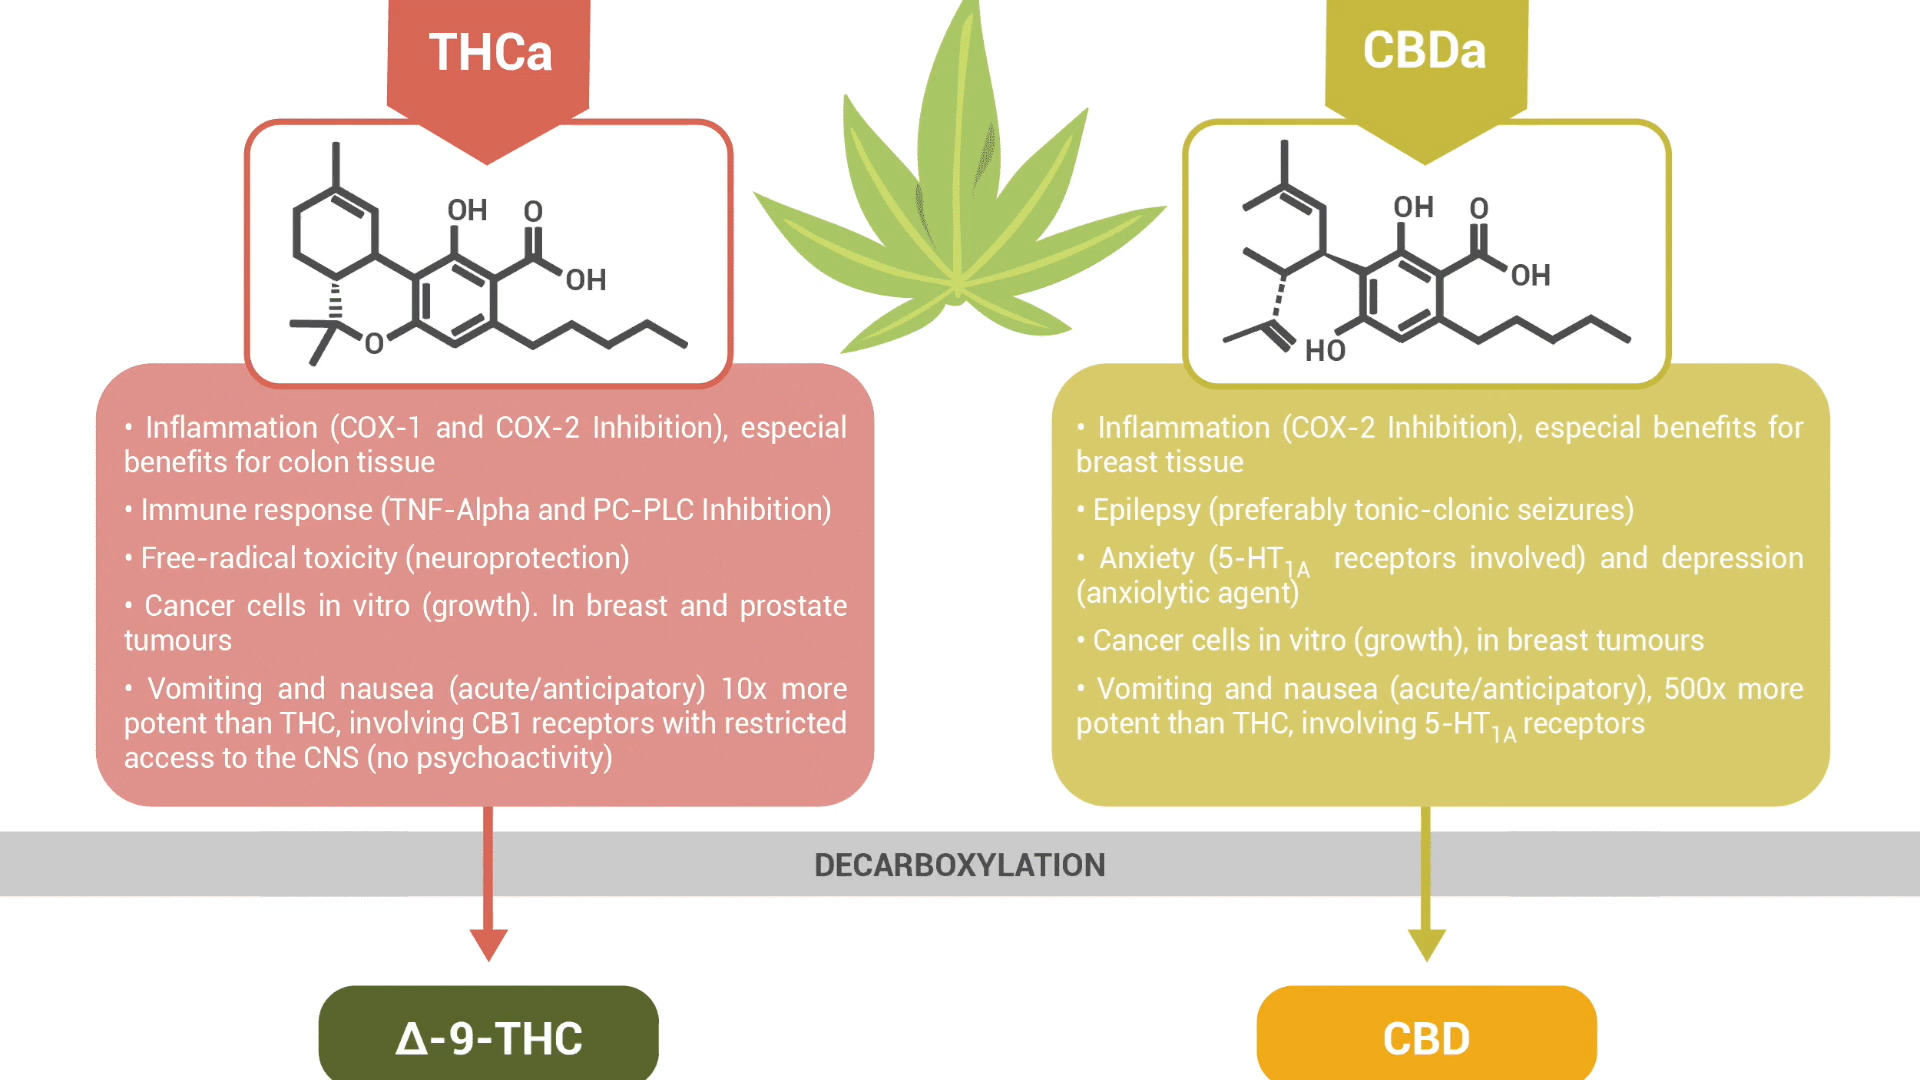 THCa
CBDa
OH
O
OH
O
OH
O
OH
HO
• Inflammation (COX-1 and COX-2 Inhibition), especial
benefits for colon tissue
• Immune response (TNF-Alpha and PC-PLC Inhibition)
• Free-radical toxicity (neuroprotection)
• Cancer cells in vitro (growth). In breast and prostate
tumours
• Vomiting and nausea (acute/anticipatory) 10x more
potent than THC, involving CB1 receptors with restricted
access to the CNS (no psychoactivity)
• Inflammation (COX-2 Inhibition), especial benefits for
breast tissue
• Epilepsy (preferably tonic-clonic seizures)
• Anxiety (5-HT1A receptors involved) and depression
(anxiolytic agent)
• Cancer cells in vitro (growth), in breast tumours
• Vomiting and nausea (acute/anticipatory), 500x more
potent than THC, involving 5-HT1A receptors
DECARBOXYLATION
Δ-9-THC
CBD